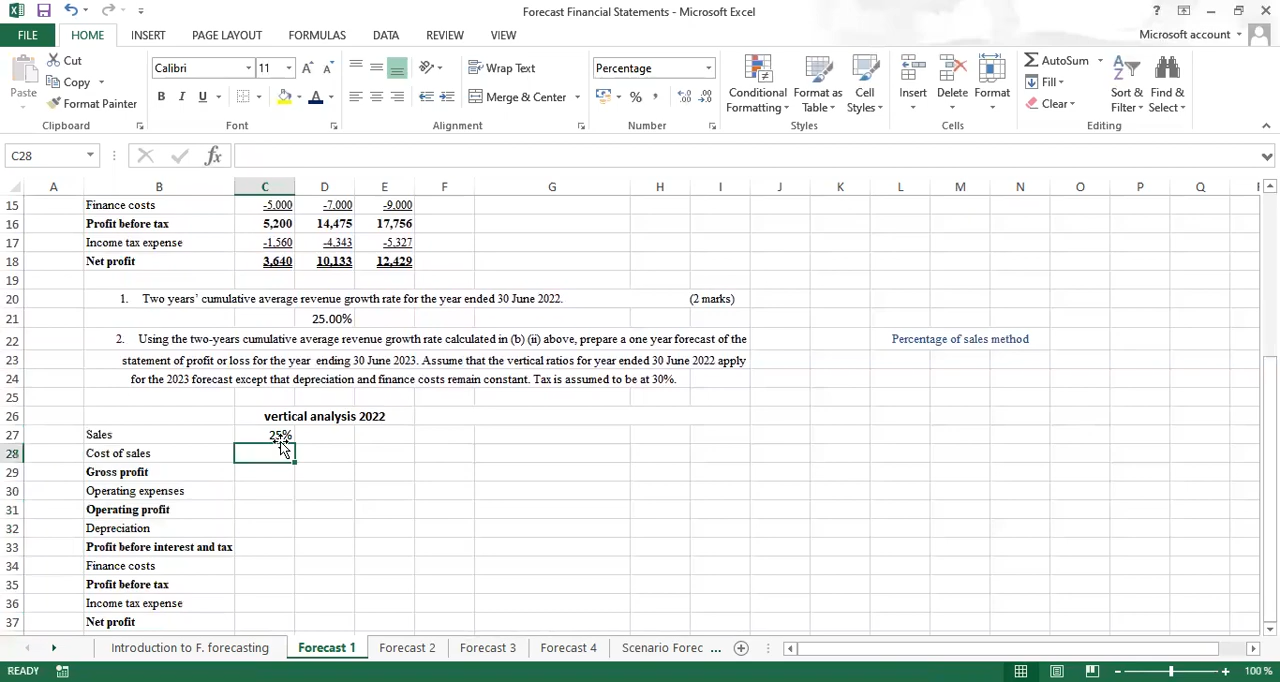 Forecast Financial Statements - Microsoft Excel
FILE HOME INSERT PAGE LAYOUT FORMULAS DATA REVIEW VIEW Microsoft account
Paste
Cut
Copy
Format Painter
Clipboard
Calibri 11
B I U
Font
Wrap Text
Merge & Center
Alignment
Percentage
%
Number
Conditional Formatting
Format as Table
Cell Styles
Styles
Insert Delete Format
Cells
AutoSum
Fill
Clear
Sort & Filter
Find & Select
Editing
C28 fx
A B C D E F G H I J K L M N O P Q
15 Finance costs -5,000 -7,000 -9,000
16 Profit before tax 5,200 14,475 17,756
17 Income tax expense -1,560 -4,343 -5,327
18 Net profit 3,640 10,133 12,429
19
20 1. Two years' cumulative average revenue growth rate for the year ended 30 June 2022. (2 marks)
21 25.00%
22 2. Using the two-years cumulative average revenue growth rate calculated in (b) (ii) above, prepare a one year forecast of the Percentage of sales method
23 statement of profit or loss for the year ending 30 June 2023. Assume that the vertical ratios for year ended 30 June 2022 apply
24 for the 2023 forecast except that depreciation and finance costs remain constant. Tax is assumed to be at 30%.
25
26 vertical analysis 2022
27 Sales 25%
28 Cost of sales
29 Gross profit
30 Operating expenses
31 Operating profit
32 Depreciation
33 Profit before interest and tax
34 Finance costs
35 Profit before tax
36 Income tax expense
37 Net profit
Introduction to F. forecasting Forecast 1 Forecast 2 Forecast 3 Forecast 4 Scenario Forec ...
READY 100 %